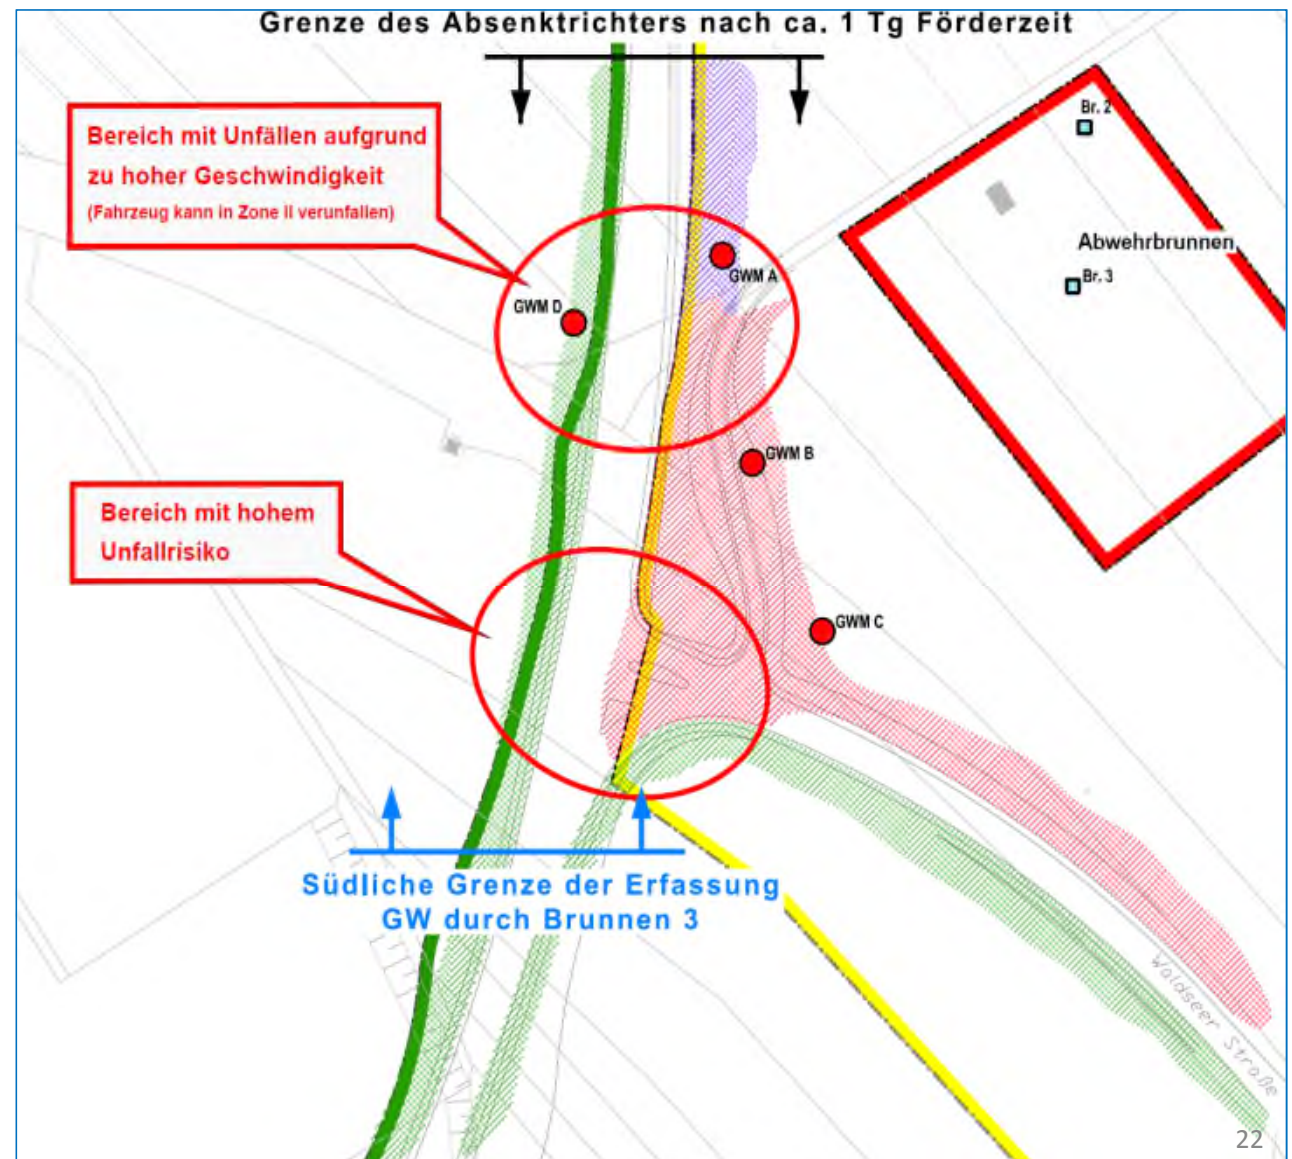 Grenze des Absenktrichters nach ca. 1 Tg Förderzeit
Bereich mit Unfällen aufgrund
zu hoher Geschwindigkeit
(Fahrzeug kann in Zone II verunfallen)
Br. 2
Abwehrbrunnen
Br. 3
GWM A
GWM D
GWM B
Bereich mit hohem
Unfallrisiko
GWM C
Südliche Grenze der Erfassung
GW durch Brunnen 3
Waldseer Straße
22